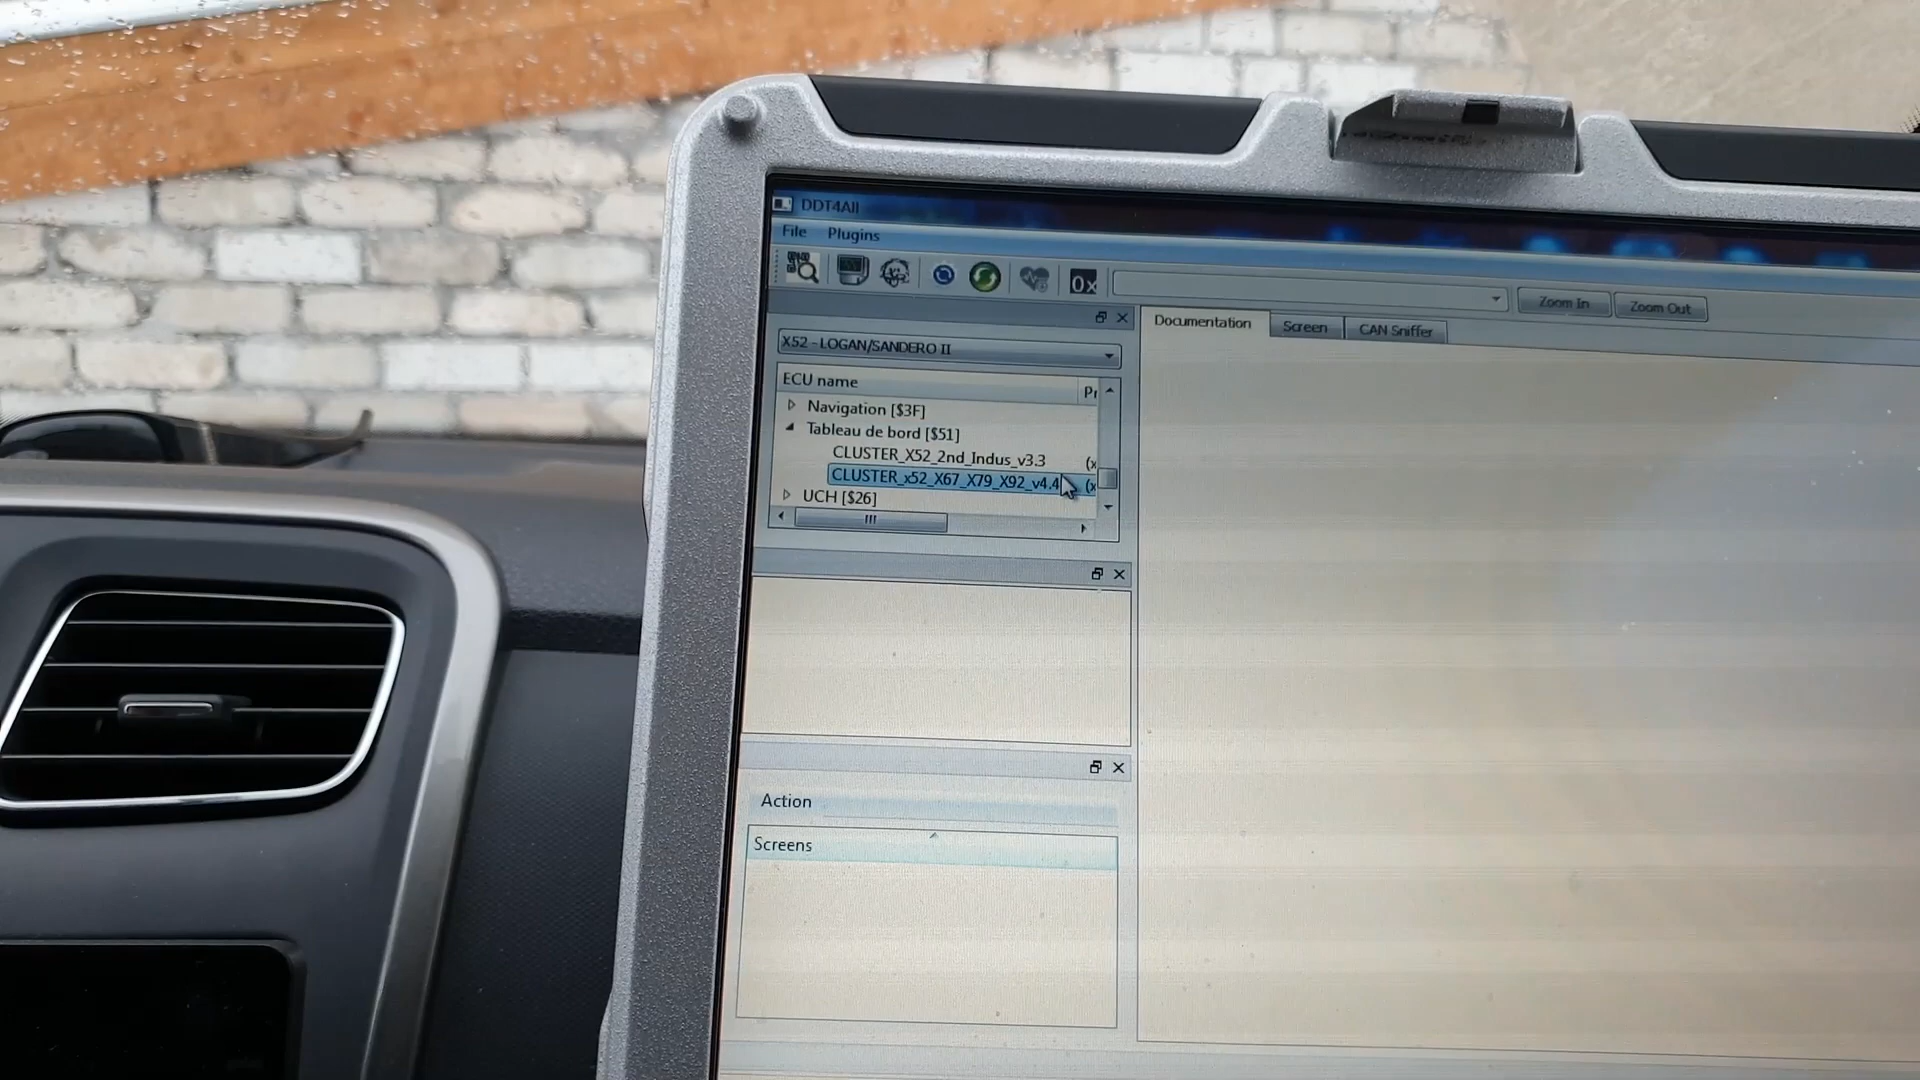 DDT4All
File Plugins
0x
Zoom In Zoom Out
Documentation Screen CAN Sniffer
X52 - LOGAN/SANDERO II
ECU name
Navigation [$3F]
Tableau de bord [$51]
CLUSTER_X52_2nd_Indus_v3.3
CLUSTER_x52_X67_X79_X92_v4.4
UCH [$26]
Action
Screens